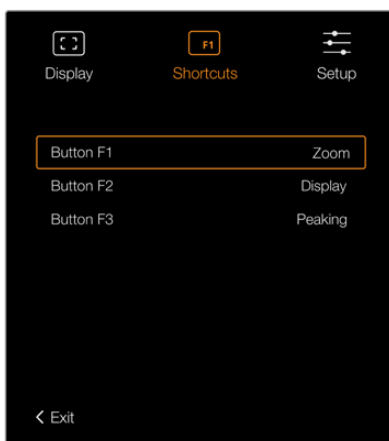 F1
Display Shortcuts Setup
Button F1 Zoom
Button F2 Display
Button F3 Peaking
Exit